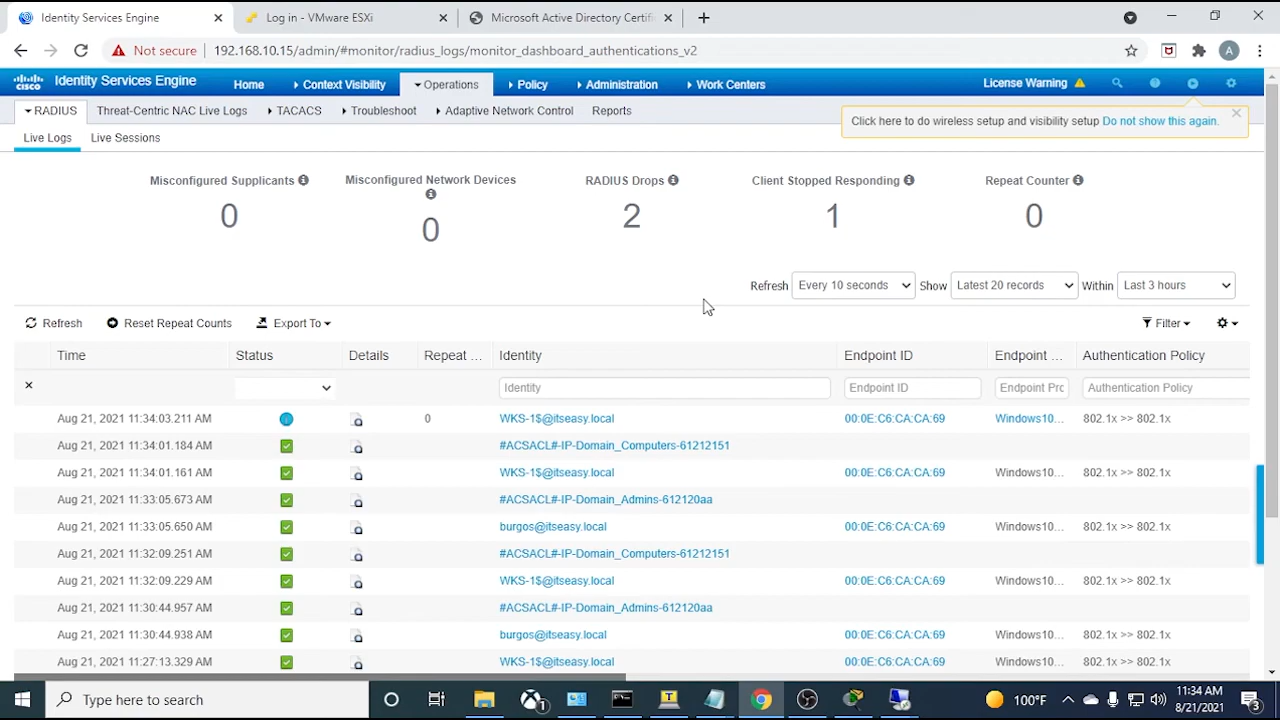 Identity Services Engine
Log in - VMware ESXi
Microsoft Active Directory Certifi
Not secure
192.168.10.15/admin/#monitor/radius_logs/monitor_dashboard_authentications_v2
A
cisco
Identity Services Engine
Home
Context Visibility
Operations
Policy
Administration
Work Centers
License Warning
RADIUS
Threat-Centric NAC Live Logs
TACACS
Troubleshoot
Adaptive Network Control
Reports
Click here to do wireless setup and visibility setup Do not show this again.
Live Logs
Live Sessions
Misconfigured Supplicants
Misconfigured Network Devices
RADIUS Drops
Client Stopped Responding
Repeat Counter
0
0
2
1
0
Refresh Every 10 seconds Show Latest 20 records Within Last 3 hours
Refresh Reset Repeat Counts Export To Filter
Time Status Details Repeat ... Identity Endpoint ID Endpoint ... Authentication Policy
Identity Endpoint ID Endpoint Pro Authentication Policy
Aug 21, 2021 11:34:03.211 AM 0 WKS-1$@itseasy.local 00:0E:C6:CA:CA:69 Windows10... 802.1x >> 802.1x
Aug 21, 2021 11:34:01.184 AM #ACSACL#-IP-Domain_Computers-61212151
Aug 21, 2021 11:34:01.161 AM WKS-1$@itseasy.local 00:0E:C6:CA:CA:69 Windows10... 802.1x >> 802.1x
Aug 21, 2021 11:33:05.673 AM #ACSACL#-IP-Domain_Admins-612120aa
Aug 21, 2021 11:33:05.650 AM burgos@itseasy.local 00:0E:C6:CA:CA:69 Windows10... 802.1x >> 802.1x
Aug 21, 2021 11:32:09.251 AM #ACSACL#-IP-Domain_Computers-61212151
Aug 21, 2021 11:32:09.229 AM WKS-1$@itseasy.local 00:0E:C6:CA:CA:69 Windows10... 802.1x >> 802.1x
Aug 21, 2021 11:30:44.957 AM #ACSACL#-IP-Domain_Admins-612120aa
Aug 21, 2021 11:30:44.938 AM burgos@itseasy.local 00:0E:C6:CA:CA:69 Windows10... 802.1x >> 802.1x
Aug 21, 2021 11:27:13.329 AM WKS-1$@itseasy.local 00:0E:C6:CA:CA:69 Windows10... 802.1x >> 802.1x
Type here to search
1
T
100°F
11:34 AM
8/21/2021
3